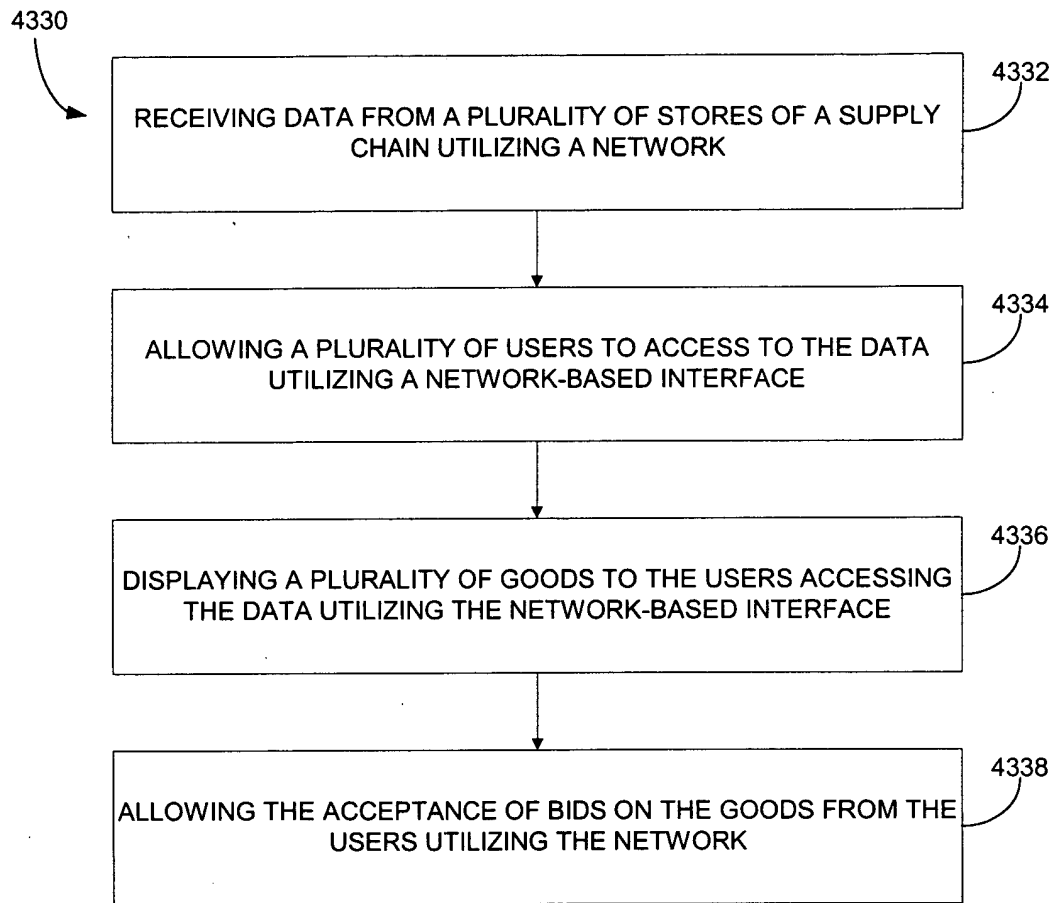 4330
4332
RECEIVING DATA FROM A PLURALITY OF STORES OF A SUPPLY
CHAIN UTILIZING A NETWORK
4334
ALLOWING A PLURALITY OF USERS TO ACCESS TO THE DATA
UTILIZING A NETWORK-BASED INTERFACE
4336
DISPLAYING A PLURALITY OF GOODS TO THE USERS ACCESSING
THE DATA UTILIZING THE NETWORK-BASED INTERFACE
4338
ALLOWING THE ACCEPTANCE OF BIDS ON THE GOODS FROM THE
USERS UTILIZING THE NETWORK